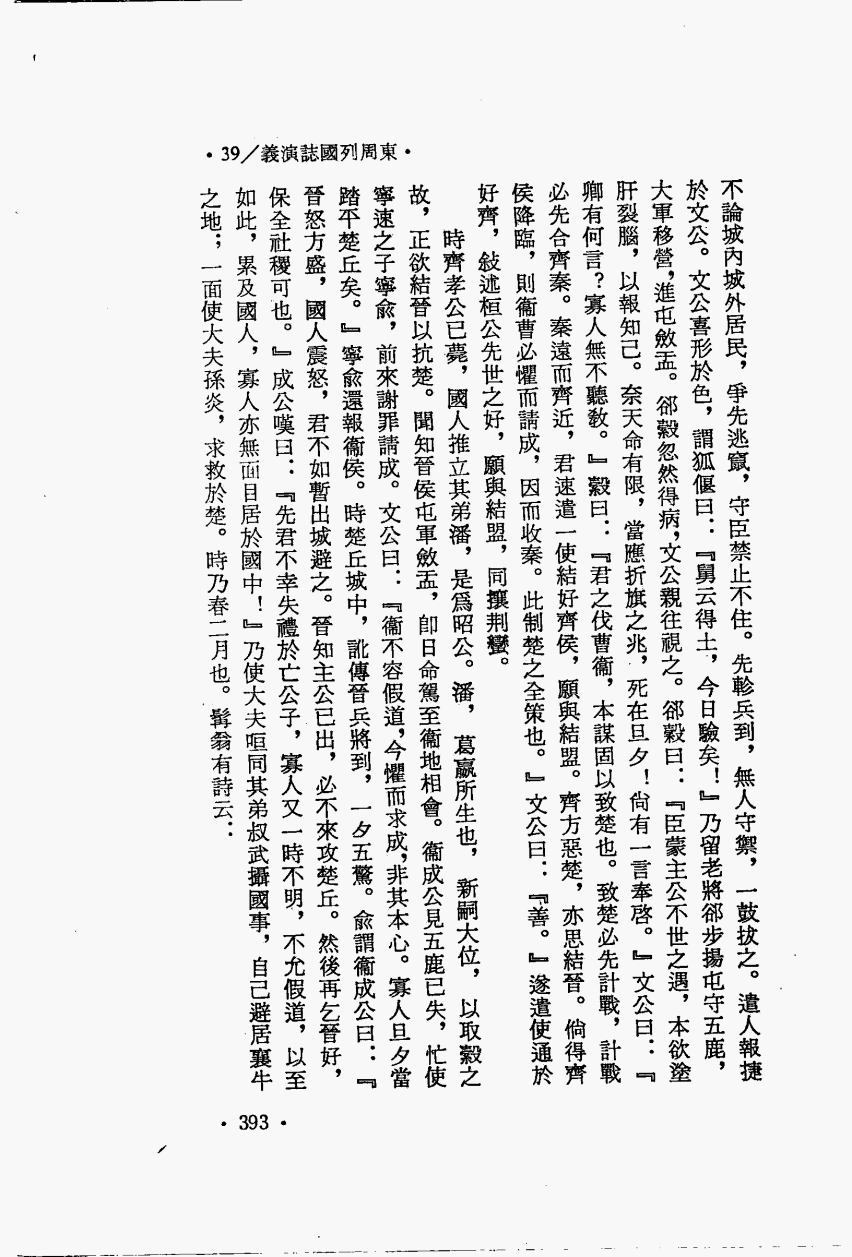 •39／義演誌國列周東•
不論城內城外居民，爭先逃竄，守臣禁止不住。先軫兵到，無人守禦，一鼓拔之。遣人報捷
於文公。文公喜形於色，謂狐偃曰：『舅云得土，今日驗矣！』乃留老將郤步揚屯守五鹿，
大軍移營，進屯斂盂。郤縠忽然得病，文公親往視之。郤縠曰：『臣蒙主公不世之遇，本欲塗
肝裂腦，以報知己。奈天命有限，當應折旗之兆，死在旦夕！尙有一言奉啓。』文公曰：『
卿有何言？寡人無不聽敎。』縠曰：『君之伐曹衞，本謀固以致楚也。致楚必先計戰，計戰
必先合齊秦。秦遠而齊近，君速遣一使結好齊侯，願與結盟。齊方惡楚，亦思結晉。倘得齊
侯降臨，則衞曹必懼而請成，因而收秦。此制楚之全策也。』文公曰：『善。』遂遣使通於
好齊，敍述桓公先世之好，願與結盟，同攘荆蠻。
時齊孝公已薨，國人推立其弟潘，是爲昭公。潘，葛嬴所生也，新嗣大位，以取縠之
故，正欲結晉以抗楚。聞知晉侯屯軍斂盂，卽日命駕至衞地相會。衞成公見五鹿已失，忙使
寧速之子寧兪，前來謝罪請成。文公曰：『衞不容假道，今懼而求成，非其本心。寡人旦夕當
踏平楚丘矣。』寧兪還報衞侯。時楚丘城中，訛傳晉兵將到，一夕五驚。兪謂衞成公曰：『
晉怒方盛，國人震怒，君不如暫出城避之。晉知主公已出，必不來攻楚丘。然後再乞晉好，
保全社稷可也。』成公嘆曰：『先君不幸失禮於亡公子，寡人又一時不明，不允假道，以至
如此，累及國人，寡人亦無面目居於國中！』乃使大夫咺同其弟叔武攝國事，自己避居襄牛
之地；一面使大夫孫炎，求救於楚。時乃春二月也。髯翁有詩云：
•393•